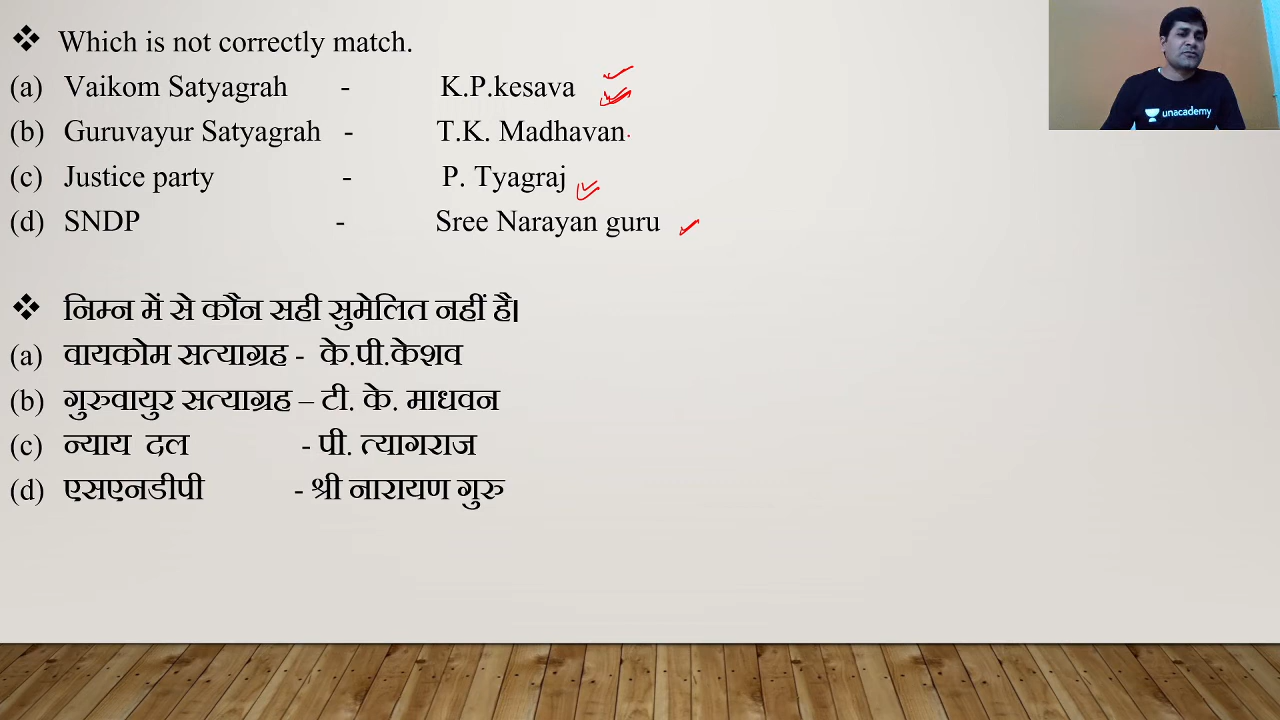 ❖ Which is not correctly match.
(a) Vaikom Satyagrah - K.P.kesava
(b) Guruvayur Satyagrah - T.K. Madhavan
(c) Justice party - P. Tyagraj
(d) SNDP - Sree Narayan guru
❖ निम्न में से कौन सही सुमेलित नहीं है।
(a) वायकोम सत्याग्रह - के.पी.केशव
(b) गुरुवायुर सत्याग्रह – टी. के. माधवन
(c) न्याय दल - पी. त्यागराज
(d) एसएनडीपी - श्री नारायण गुरु
unacademy